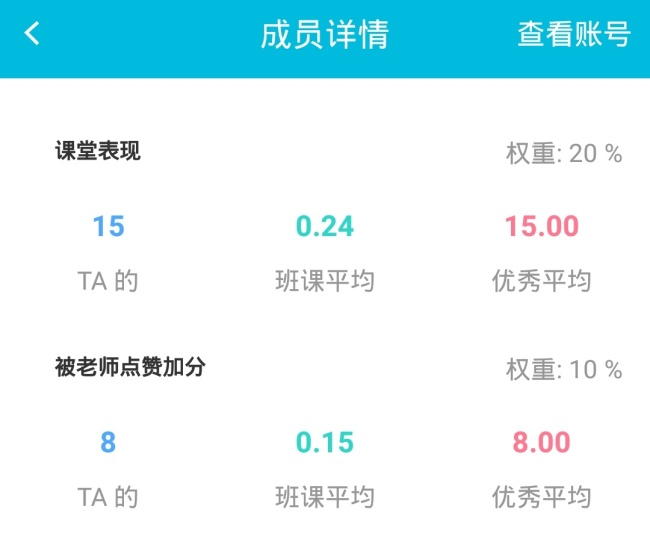 成员详情 查看账号
课堂表现 权重: 20 %
15 0.24 15.00
TA 的 班课平均 优秀平均
被老师点赞加分 权重: 10 %
8 0.15 8.00
TA 的 班课平均 优秀平均